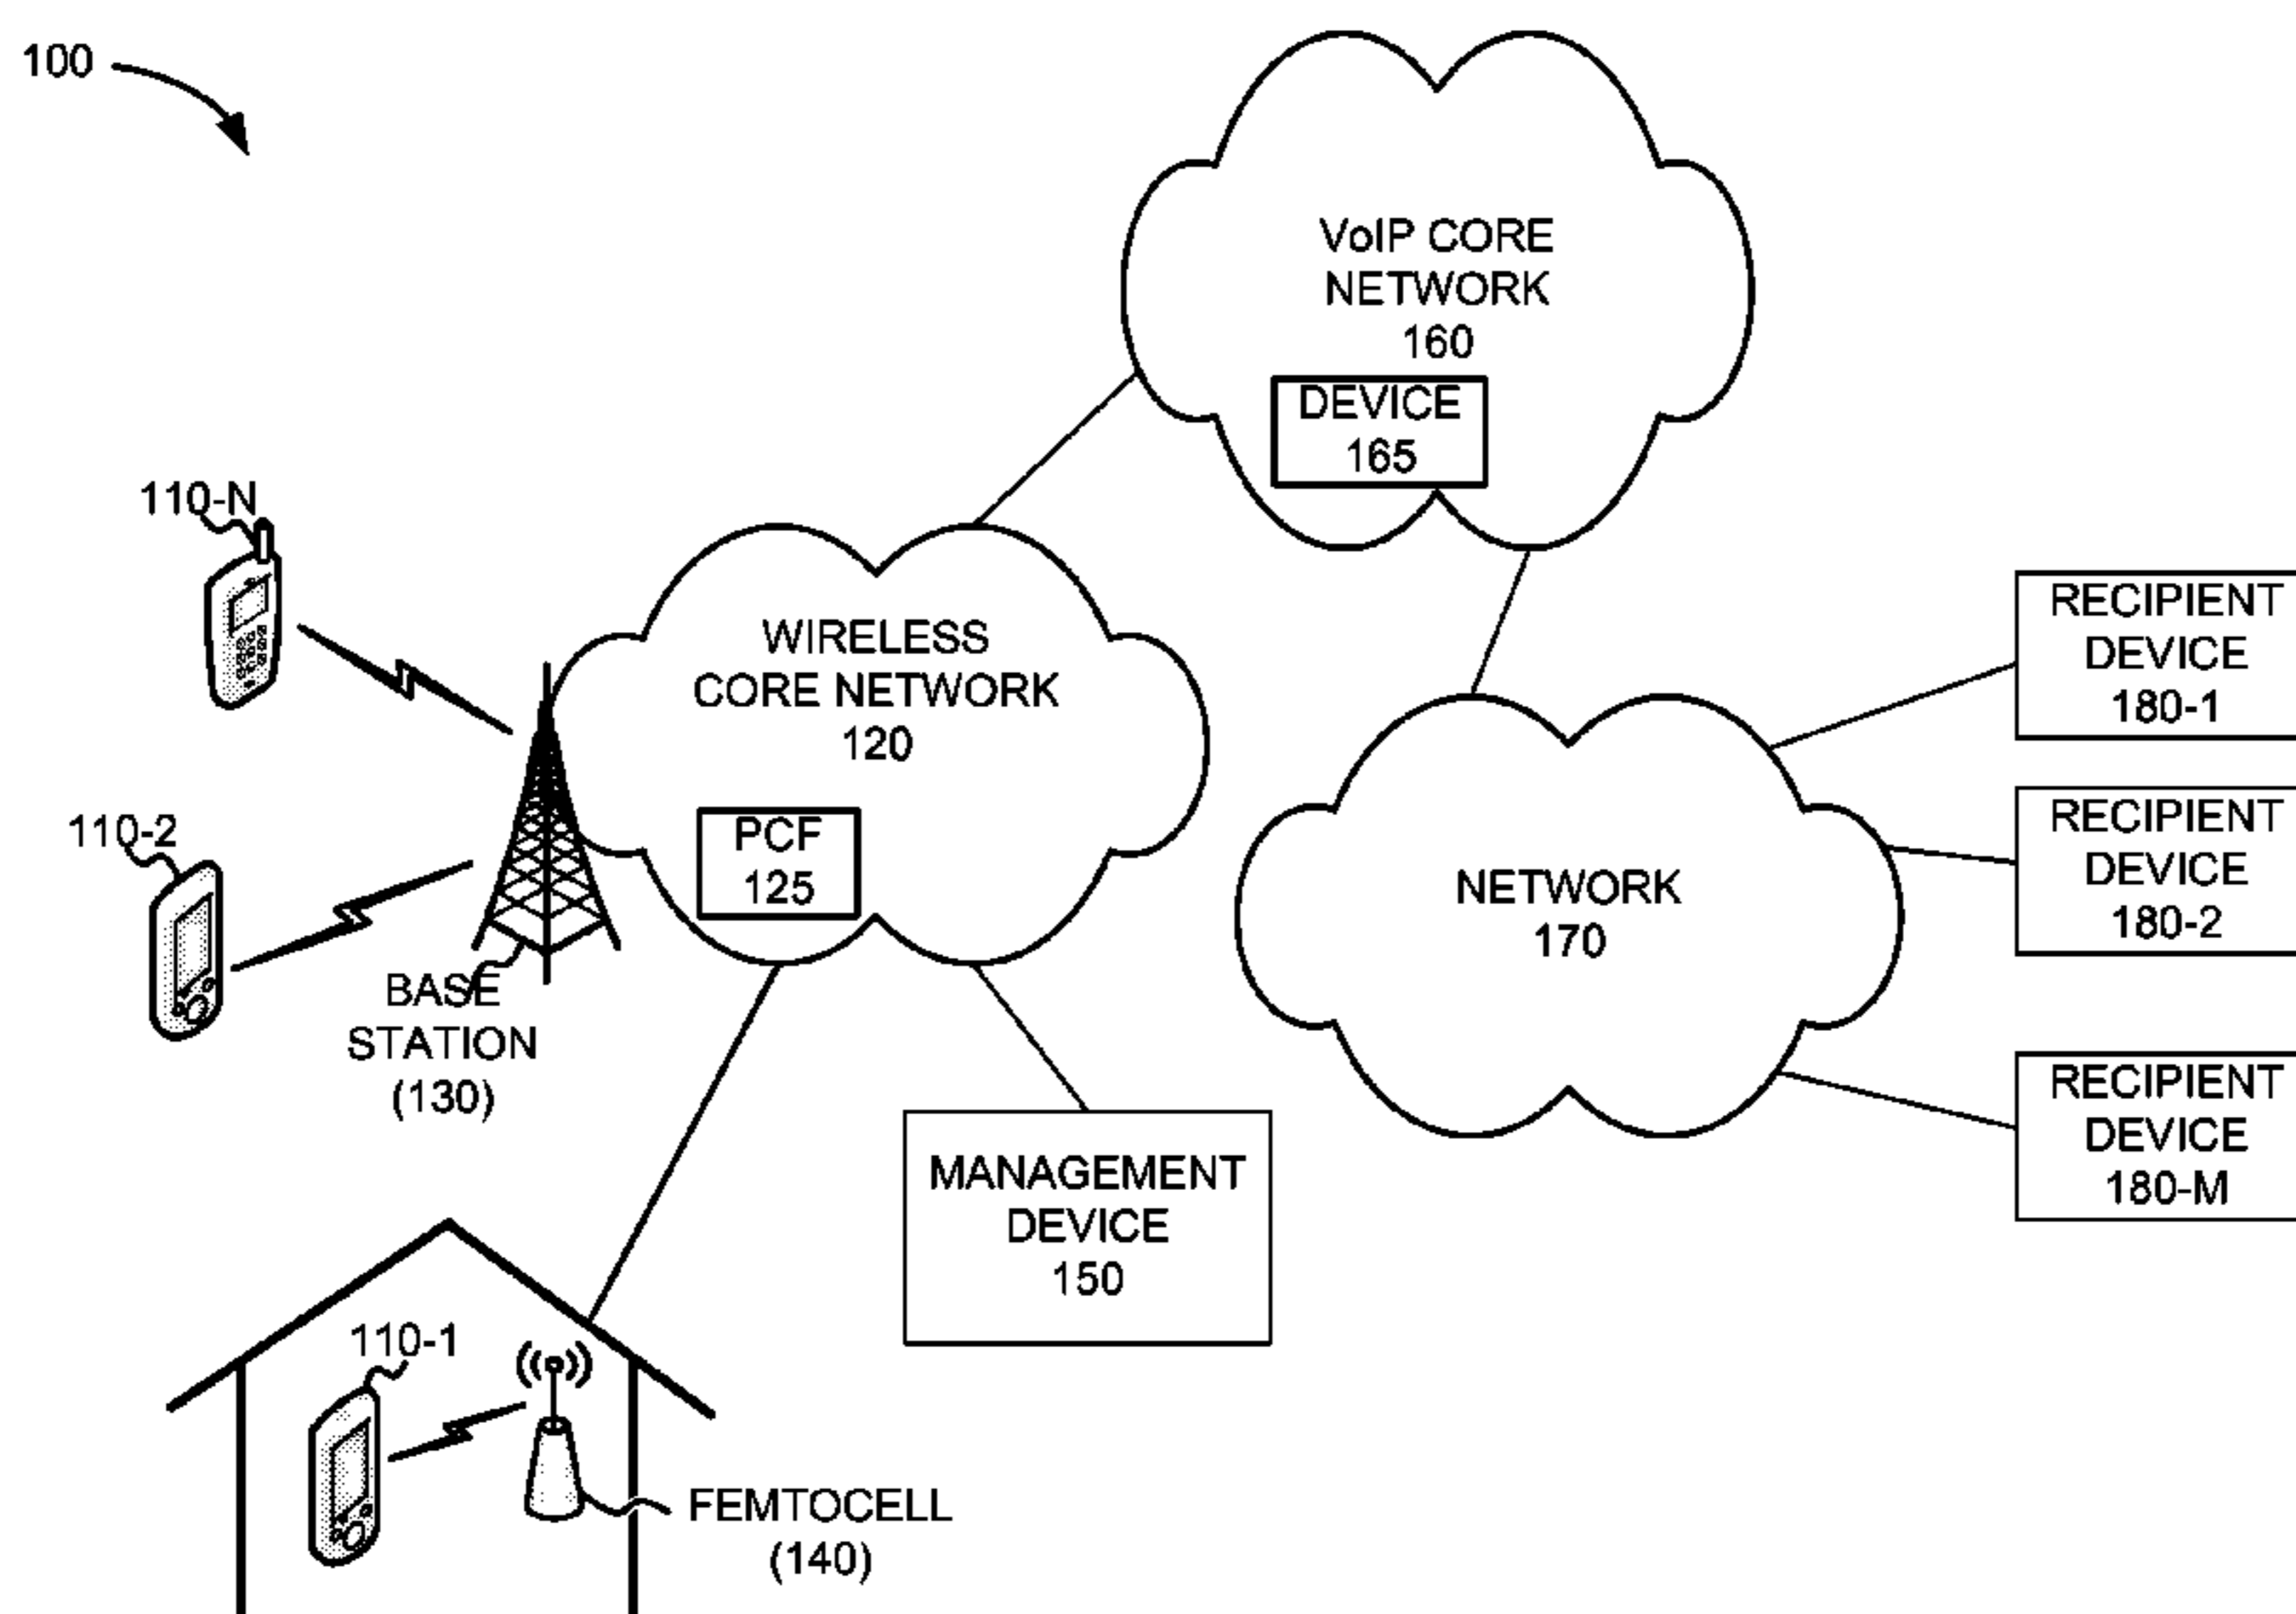 100
VoIP CORE
NETWORK
160
DEVICE
165
110-N
WIRELESS
CORE NETWORK
120
PCF
125
110-2
BASE
STATION
(130)
RECIPIENT
DEVICE
180-1
RECIPIENT
DEVICE
180-2
NETWORK
170
RECIPIENT
DEVICE
180-M
MANAGEMENT
DEVICE
150
110-1
FEMTOCELL
(140)